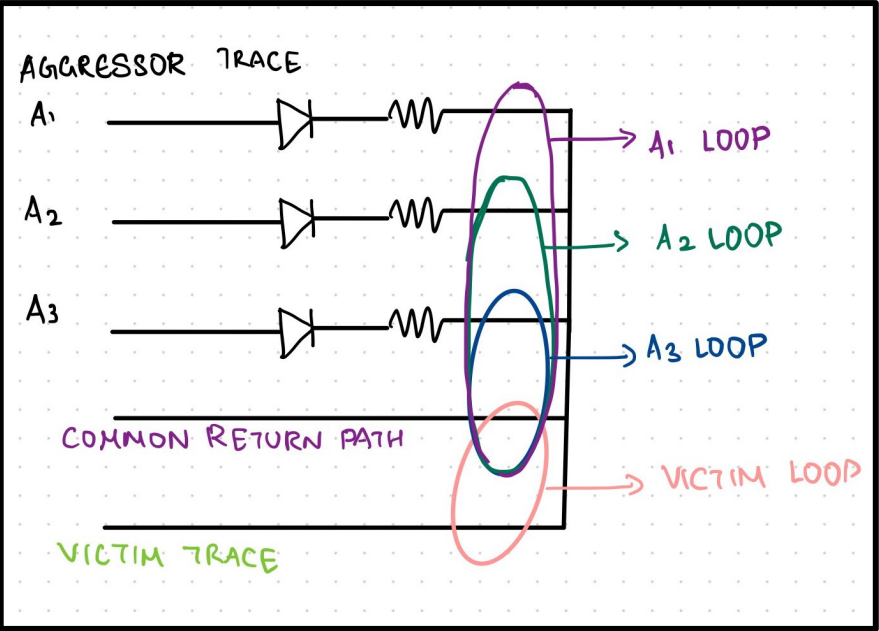 AGGRESSOR TRACE
A1
A1 LOOP
A2
A2 LOOP
A3
A3 LOOP
COMMON RETURN PATH
VICTIM LOOP
VICTIM TRACE